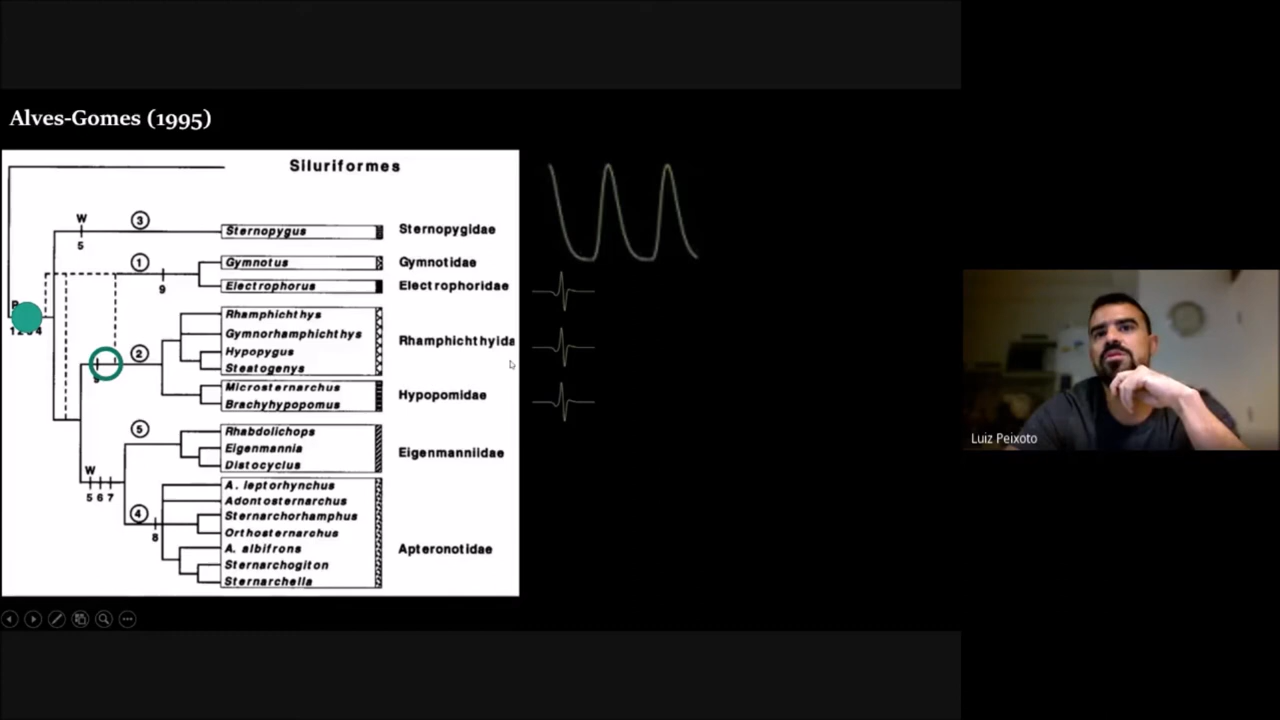 Alves-Gomes (1995)
Siluriformes
W
3
5
Sternopygus
Sternopygidae
1
9
Gymnotus
Gymnotidae
Electrophorus
Electrophoridae
Rhamphichthys
Gymnorhamphichthys
Rhamphichthyida
2
Hypopygus
Steatogenys
Microsternarchus
Hypopomidae
Brachyhypopomus
5
Rhabdolichops
Eigenmannia
Eigenmanniidae
Distocyclus
W
5 6 7
A. leptorhynchus
Adontosternarchus
4
8
Sternarchorhamphus
Orthosternarchus
A. albifrons
Apteronotidae
Sternarchogiton
Sternarchella
Luiz Peixoto